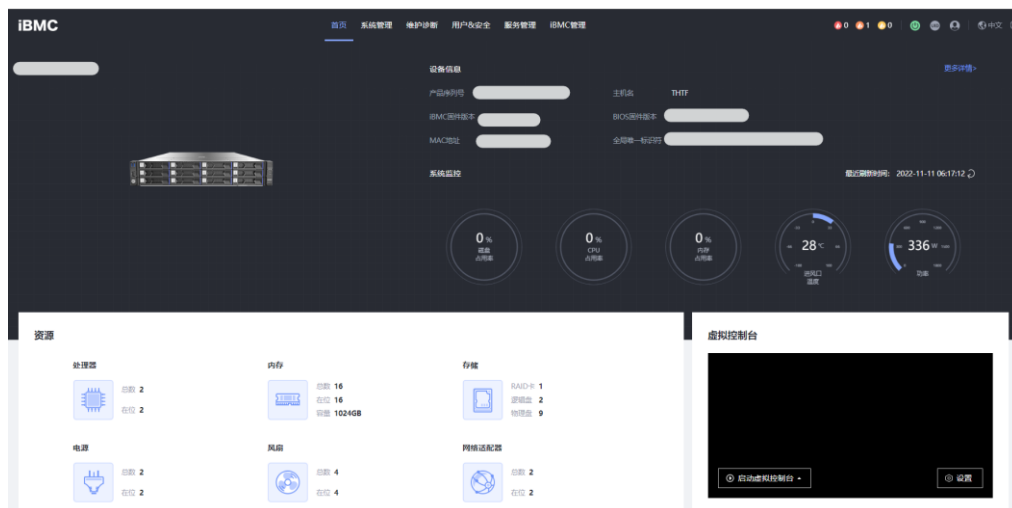 iBMC 首页 系统管理 维护诊断 用户&安全 服务管理 iBMC管理 0 1 0 中文
设备信息 更多详情>
产品序列号 主机名 THTF
iBMC固件版本 BIOS固件版本
MAC地址 全局唯一标识符
系统监控 最近刷新时间: 2022-11-11 06:17:12
0 %
磁盘
占用率
0 %
CPU
占用率
0 %
内存
占用率
28 ℃
进风口
温度
336 W
功率
资源
处理器
总数 2
在位 2
内存
总数 16
在位 16
容量 1024GB
存储
RAID卡 1
逻辑盘 2
物理盘 9
电源
总数 2
在位 2
风扇
总数 4
在位 4
网络适配器
总数 2
在位 2
虚拟控制台
启动虚拟控制台 设置